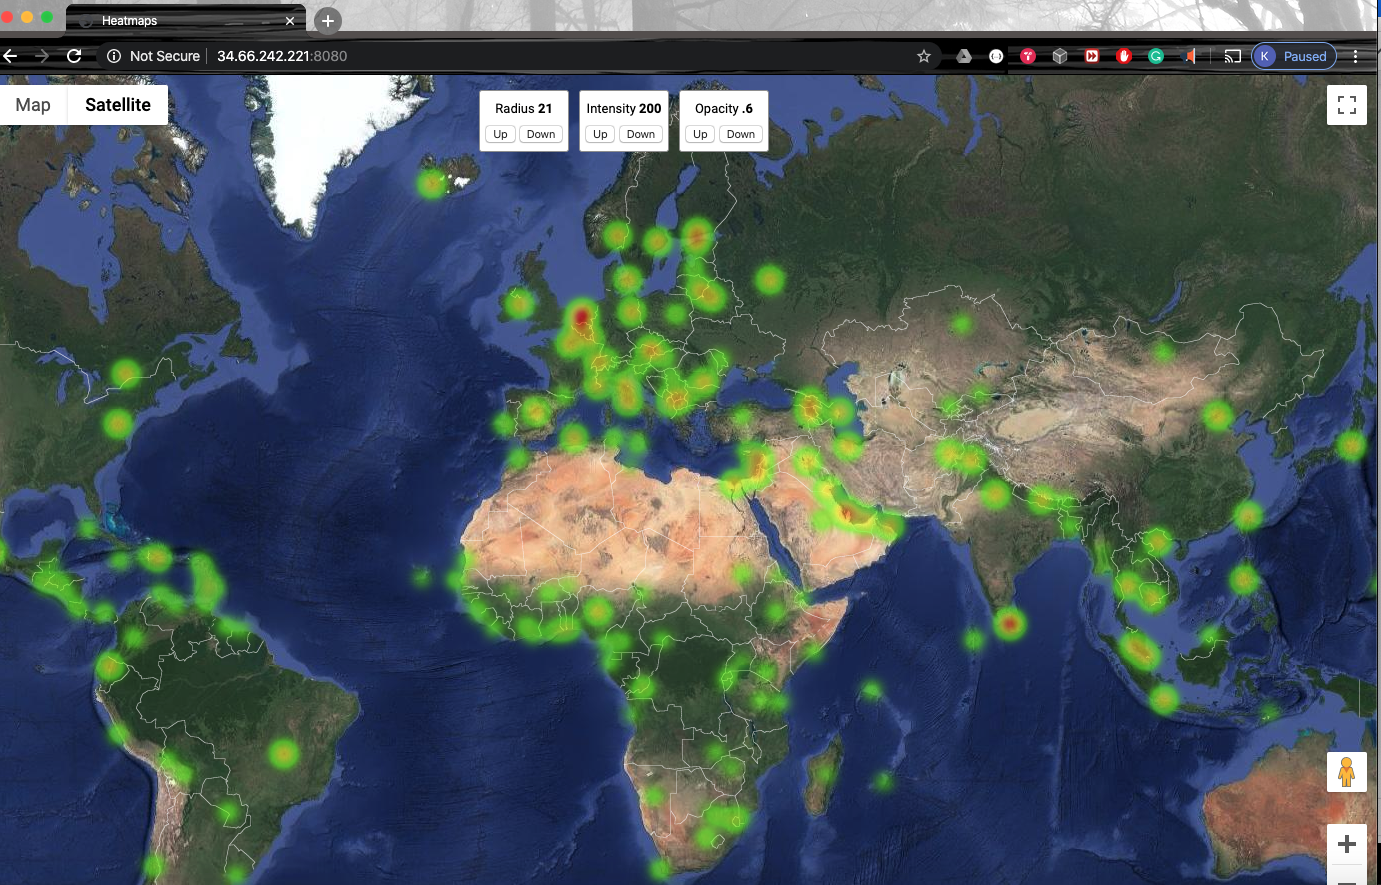 Heatmaps
Not Secure
34.66.242.221:8080
K Paused
Map
Satellite
Radius 21
Up
Down
Intensity 200
Up
Down
Opacity .6
Up
Down